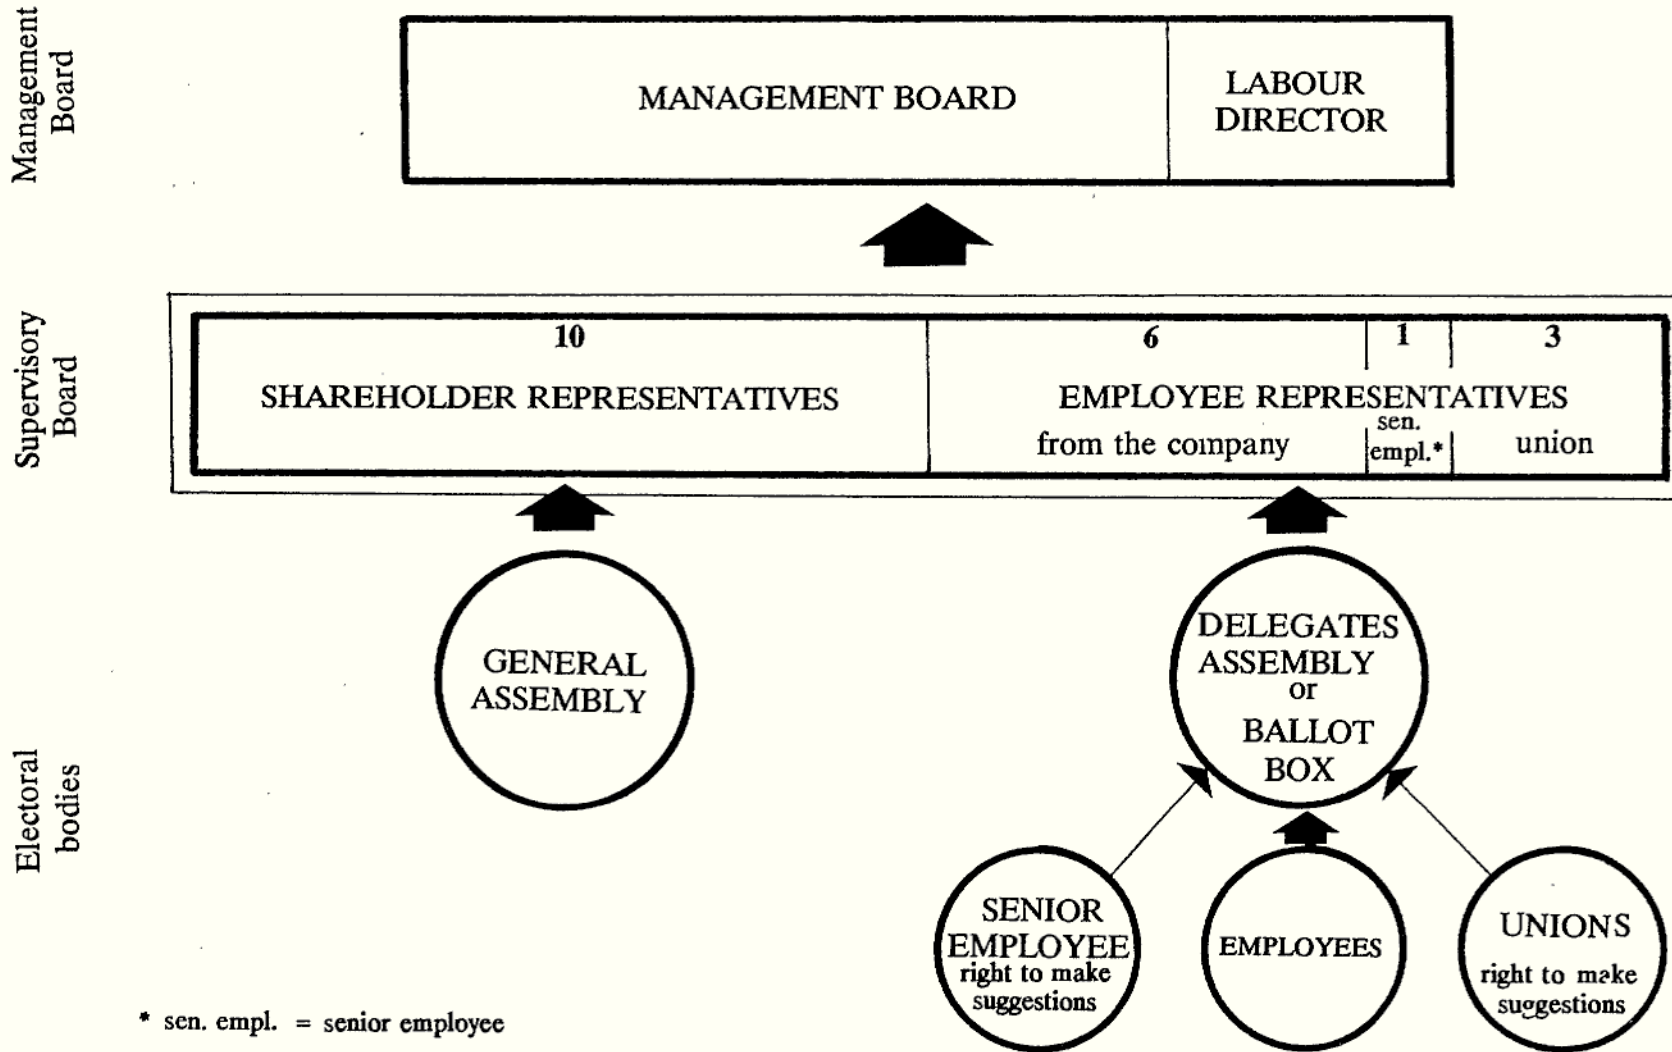 Management
Board
MANAGEMENT BOARD
LABOUR
DIRECTOR
Supervisory
Board
10
SHAREHOLDER REPRESENTATIVES
6
1
3
EMPLOYEE REPRESENTATIVES
from the company
sen.
empl.*
union
Electoral
bodies
GENERAL
ASSEMBLY
DELEGATES
ASSEMBLY
or
BALLOT
BOX
SENIOR
EMPLOYEE
right to make
suggestions
EMPLOYEES
UNIONS
right to make
suggestions
* sen. empl. = senior employee